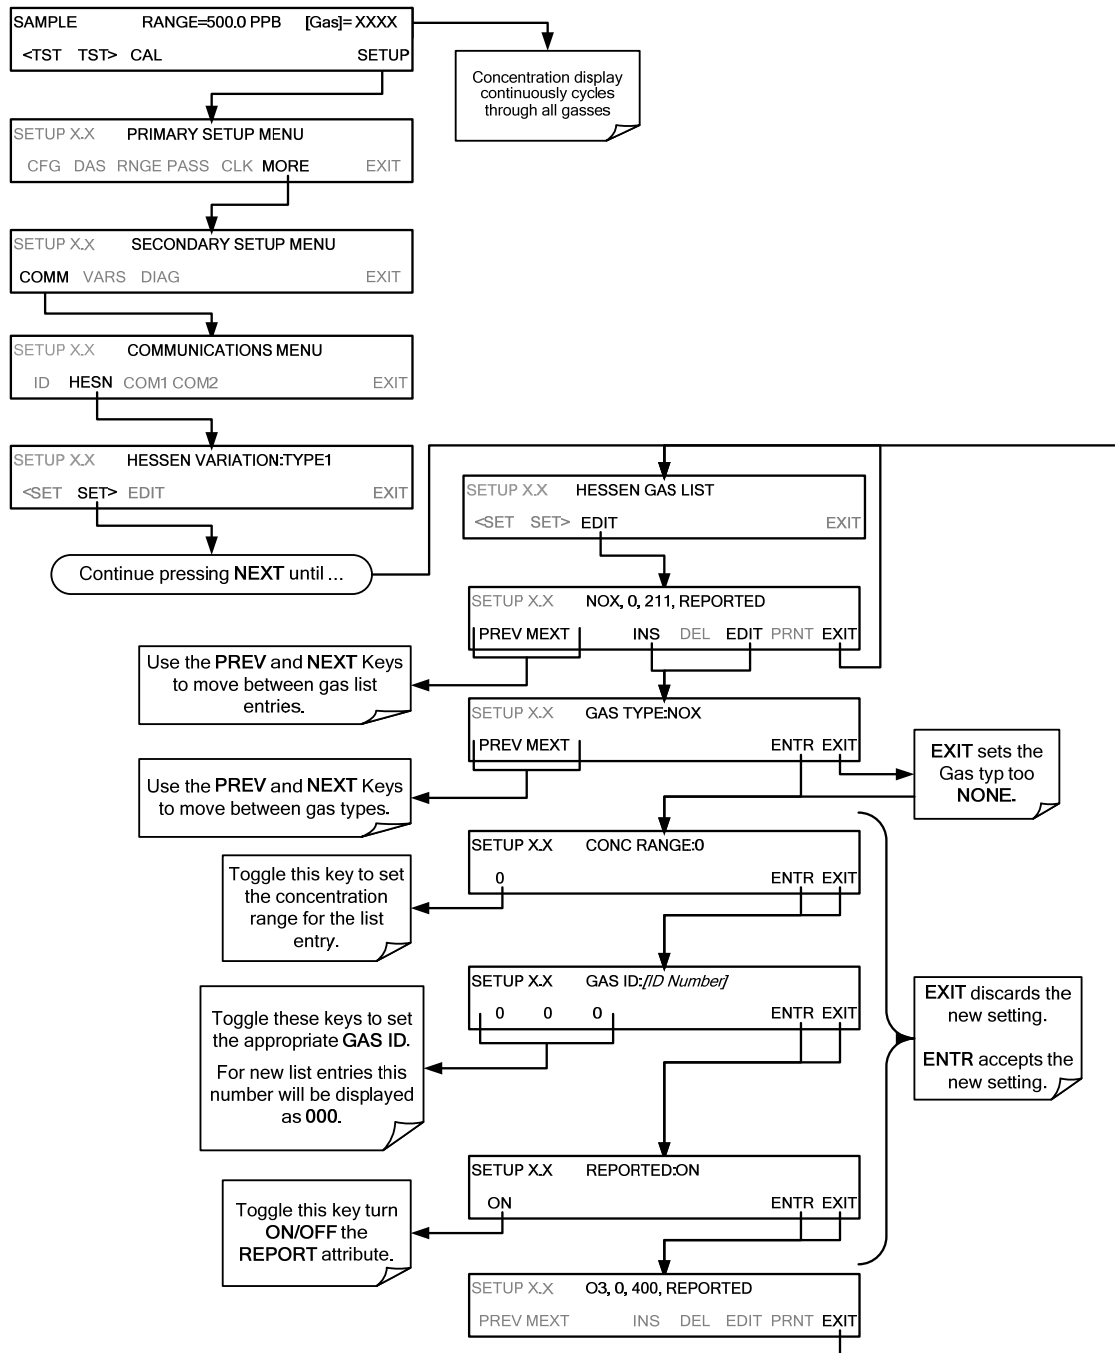 SAMPLE RANGE=500.0 PPB [Gas]= XXXX
<TST TST> CAL SETUP
Concentration display
continuously cycles
through all gasses
SETUP X.X PRIMARY SETUP MENU
CFG DAS RNGE PASS CLK MORE EXIT
SETUP X.X SECONDARY SETUP MENU
COMM VARS DIAG EXIT
SETUP X.X COMMUNICATIONS MENU
ID HESN COM1 COM2 EXIT
SETUP X.X HESSEN VARIATION:TYPE1
<SET SET> EDIT EXIT
Continue pressing NEXT until ...
SETUP X.X HESSEN GAS LIST
<SET SET> EDIT EXIT
SETUP X.X NOX, 0, 211, REPORTED
PREV MEXT INS DEL EDIT PRNT EXIT
Use the PREV and NEXT Keys
to move between gas list
entries.
SETUP X.X GAS TYPE:NOX
PREV MEXT ENTR EXIT
EXIT sets the
Gas typ too
NONE.
Use the PREV and NEXT Keys
to move between gas types.
SETUP X.X CONC RANGE:0
0 ENTR EXIT
Toggle this key to set
the concentration
range for the list
entry.
SETUP X.X GAS ID:[ID Number]
0 0 0 ENTR EXIT
Toggle these keys to set
the appropriate GAS ID.
For new list entries this
number will be displayed
as 000.
EXIT discards the
new setting.
ENTR accepts the
new setting.
SETUP X.X REPORTED:ON
ON ENTR EXIT
Toggle this key turn
ON/OFF the
REPORT attribute.
SETUP X.X O3, 0, 400, REPORTED
PREV MEXT INS DEL EDIT PRNT EXIT